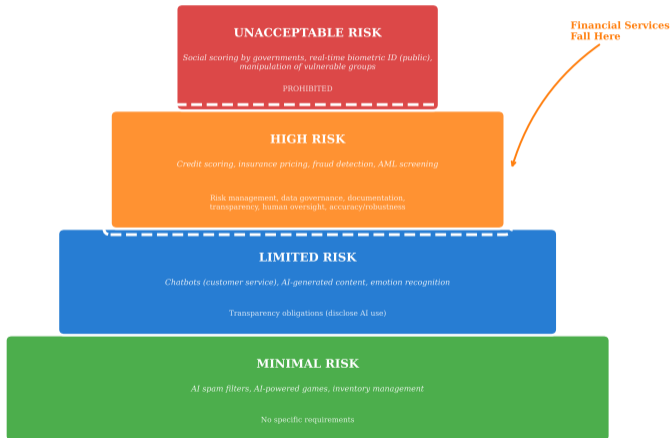 Financial Services
Fall Here
UNACCEPTABLE RISK
Social scoring by governments, real-time biometric ID (public),
manipulation of vulnerable groups
PROHIBITED
HIGH RISK
Credit scoring, insurance pricing, fraud detection, AML screening
Risk management, data governance, documentation,
transparency, human oversight, accuracy/robustness
LIMITED RISK
Chatbots (customer service), AI-generated content, emotion recognition
Transparency obligations (disclose AI use)
MINIMAL RISK
AI spam filters, AI-powered games, inventory management
No specific requirements